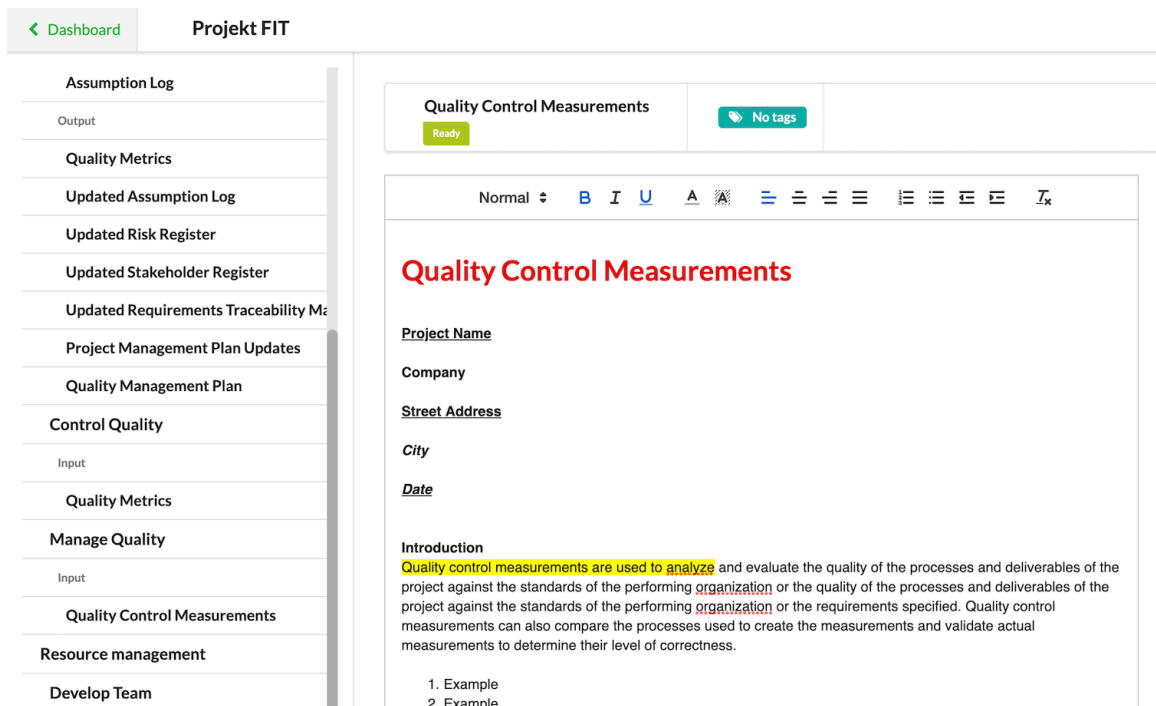 Dashboard
Projekt FIT
Assumption Log
Output
Quality Metrics
Updated Assumption Log
Updated Risk Register
Updated Stakeholder Register
Updated Requirements Traceability Ma
Project Management Plan Updates
Quality Management Plan
Control Quality
Input
Quality Metrics
Manage Quality
Input
Quality Control Measurements
Resource management
Develop Team
Quality Control Measurements
Ready
No tags
Normal B I U A A
Quality Control Measurements
Project Name
Company
Street Address
City
Date
Introduction
Quality control measurements are used to analyze and evaluate the quality of the processes and deliverables of the
project against the standards of the performing organization or the quality of the processes and deliverables of the
project against the standards of the performing organization or the requirements specified. Quality control
measurements can also compare the processes used to create the measurements and validate actual
measurements to determine their level of correctness.
1. Example
2. Example